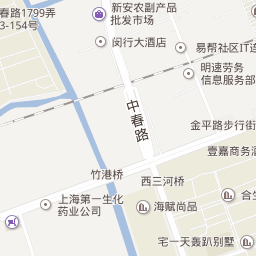 春路1799弄
3-154号
新安农副产品
批发市场
闵行大酒店
易帮社区IT连
明速劳务
信息服务部
中春路
金平路步行街
壹嘉商务酒
竹港桥
西三河桥
上海第一生化
药业公司
海赋尚品
合生
宅一天轰趴别墅